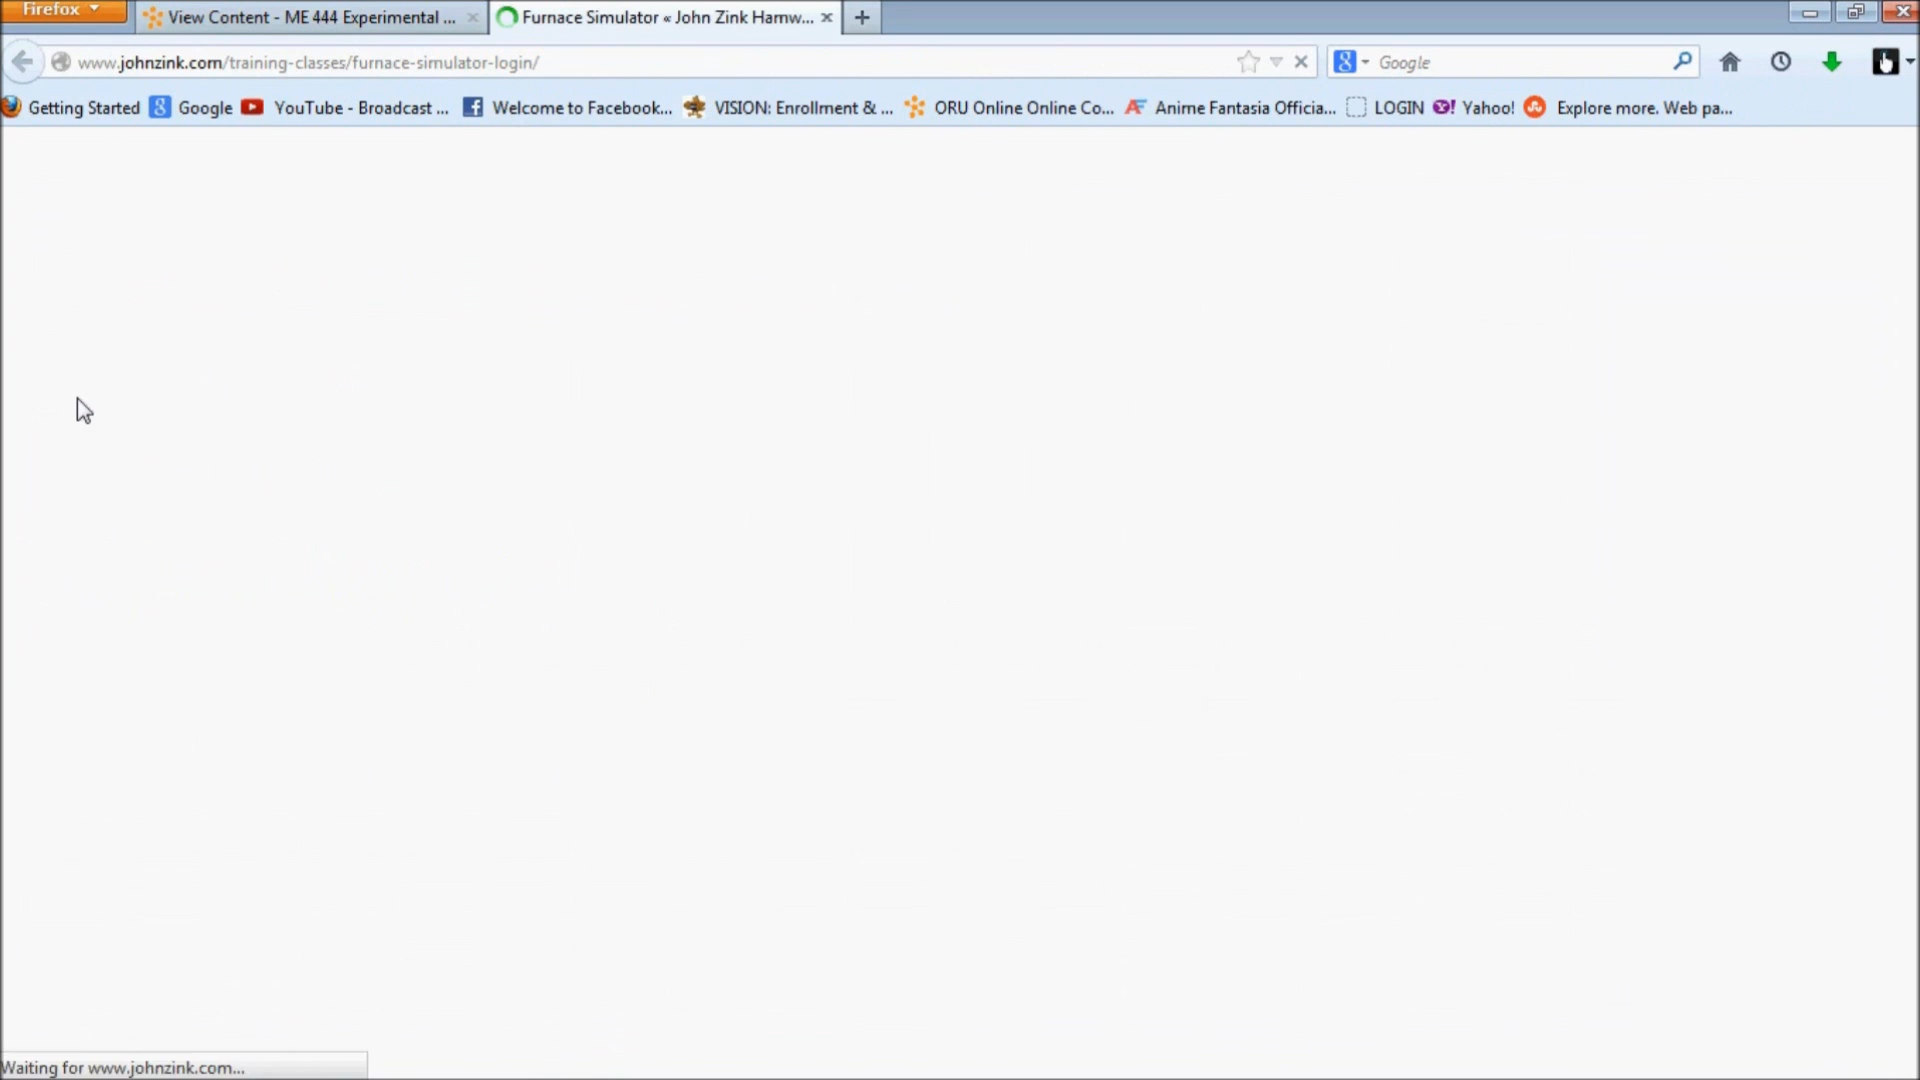 Firefox
View Content - ME 444 Experimental ...
Furnace Simulator « John Zink Hamw...
www.johnzink.com/training-classes/furnace-simulator-login/
Google
Getting Started
Google
YouTube - Broadcast ...
Welcome to Facebook...
VISION: Enrollment & ...
ORU Online Online Co...
Anime Fantasia Officia...
LOGIN
Yahoo!
Explore more. Web pa...
Waiting for www.johnzink.com...